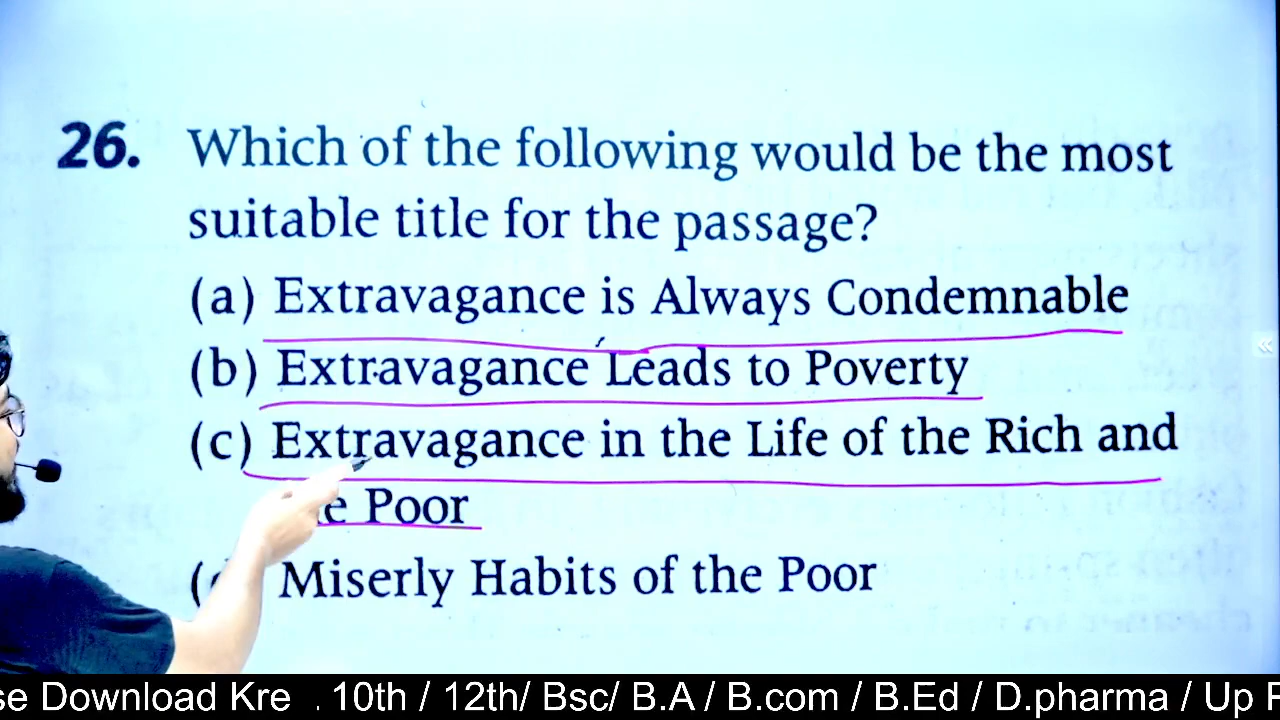 26. Which of the following would be the most
suitable title for the passage?
(a) Extravagance is Always Condemnable
(b) Extravagance Leads to Poverty
(c) Extravagance in the Life of the Rich and
Poor
Miserly Habits of the Poor
se Download Kre . 10th / 12th/ Bsc/ B.A / B.com / B.Ed / D.pharma / Up F